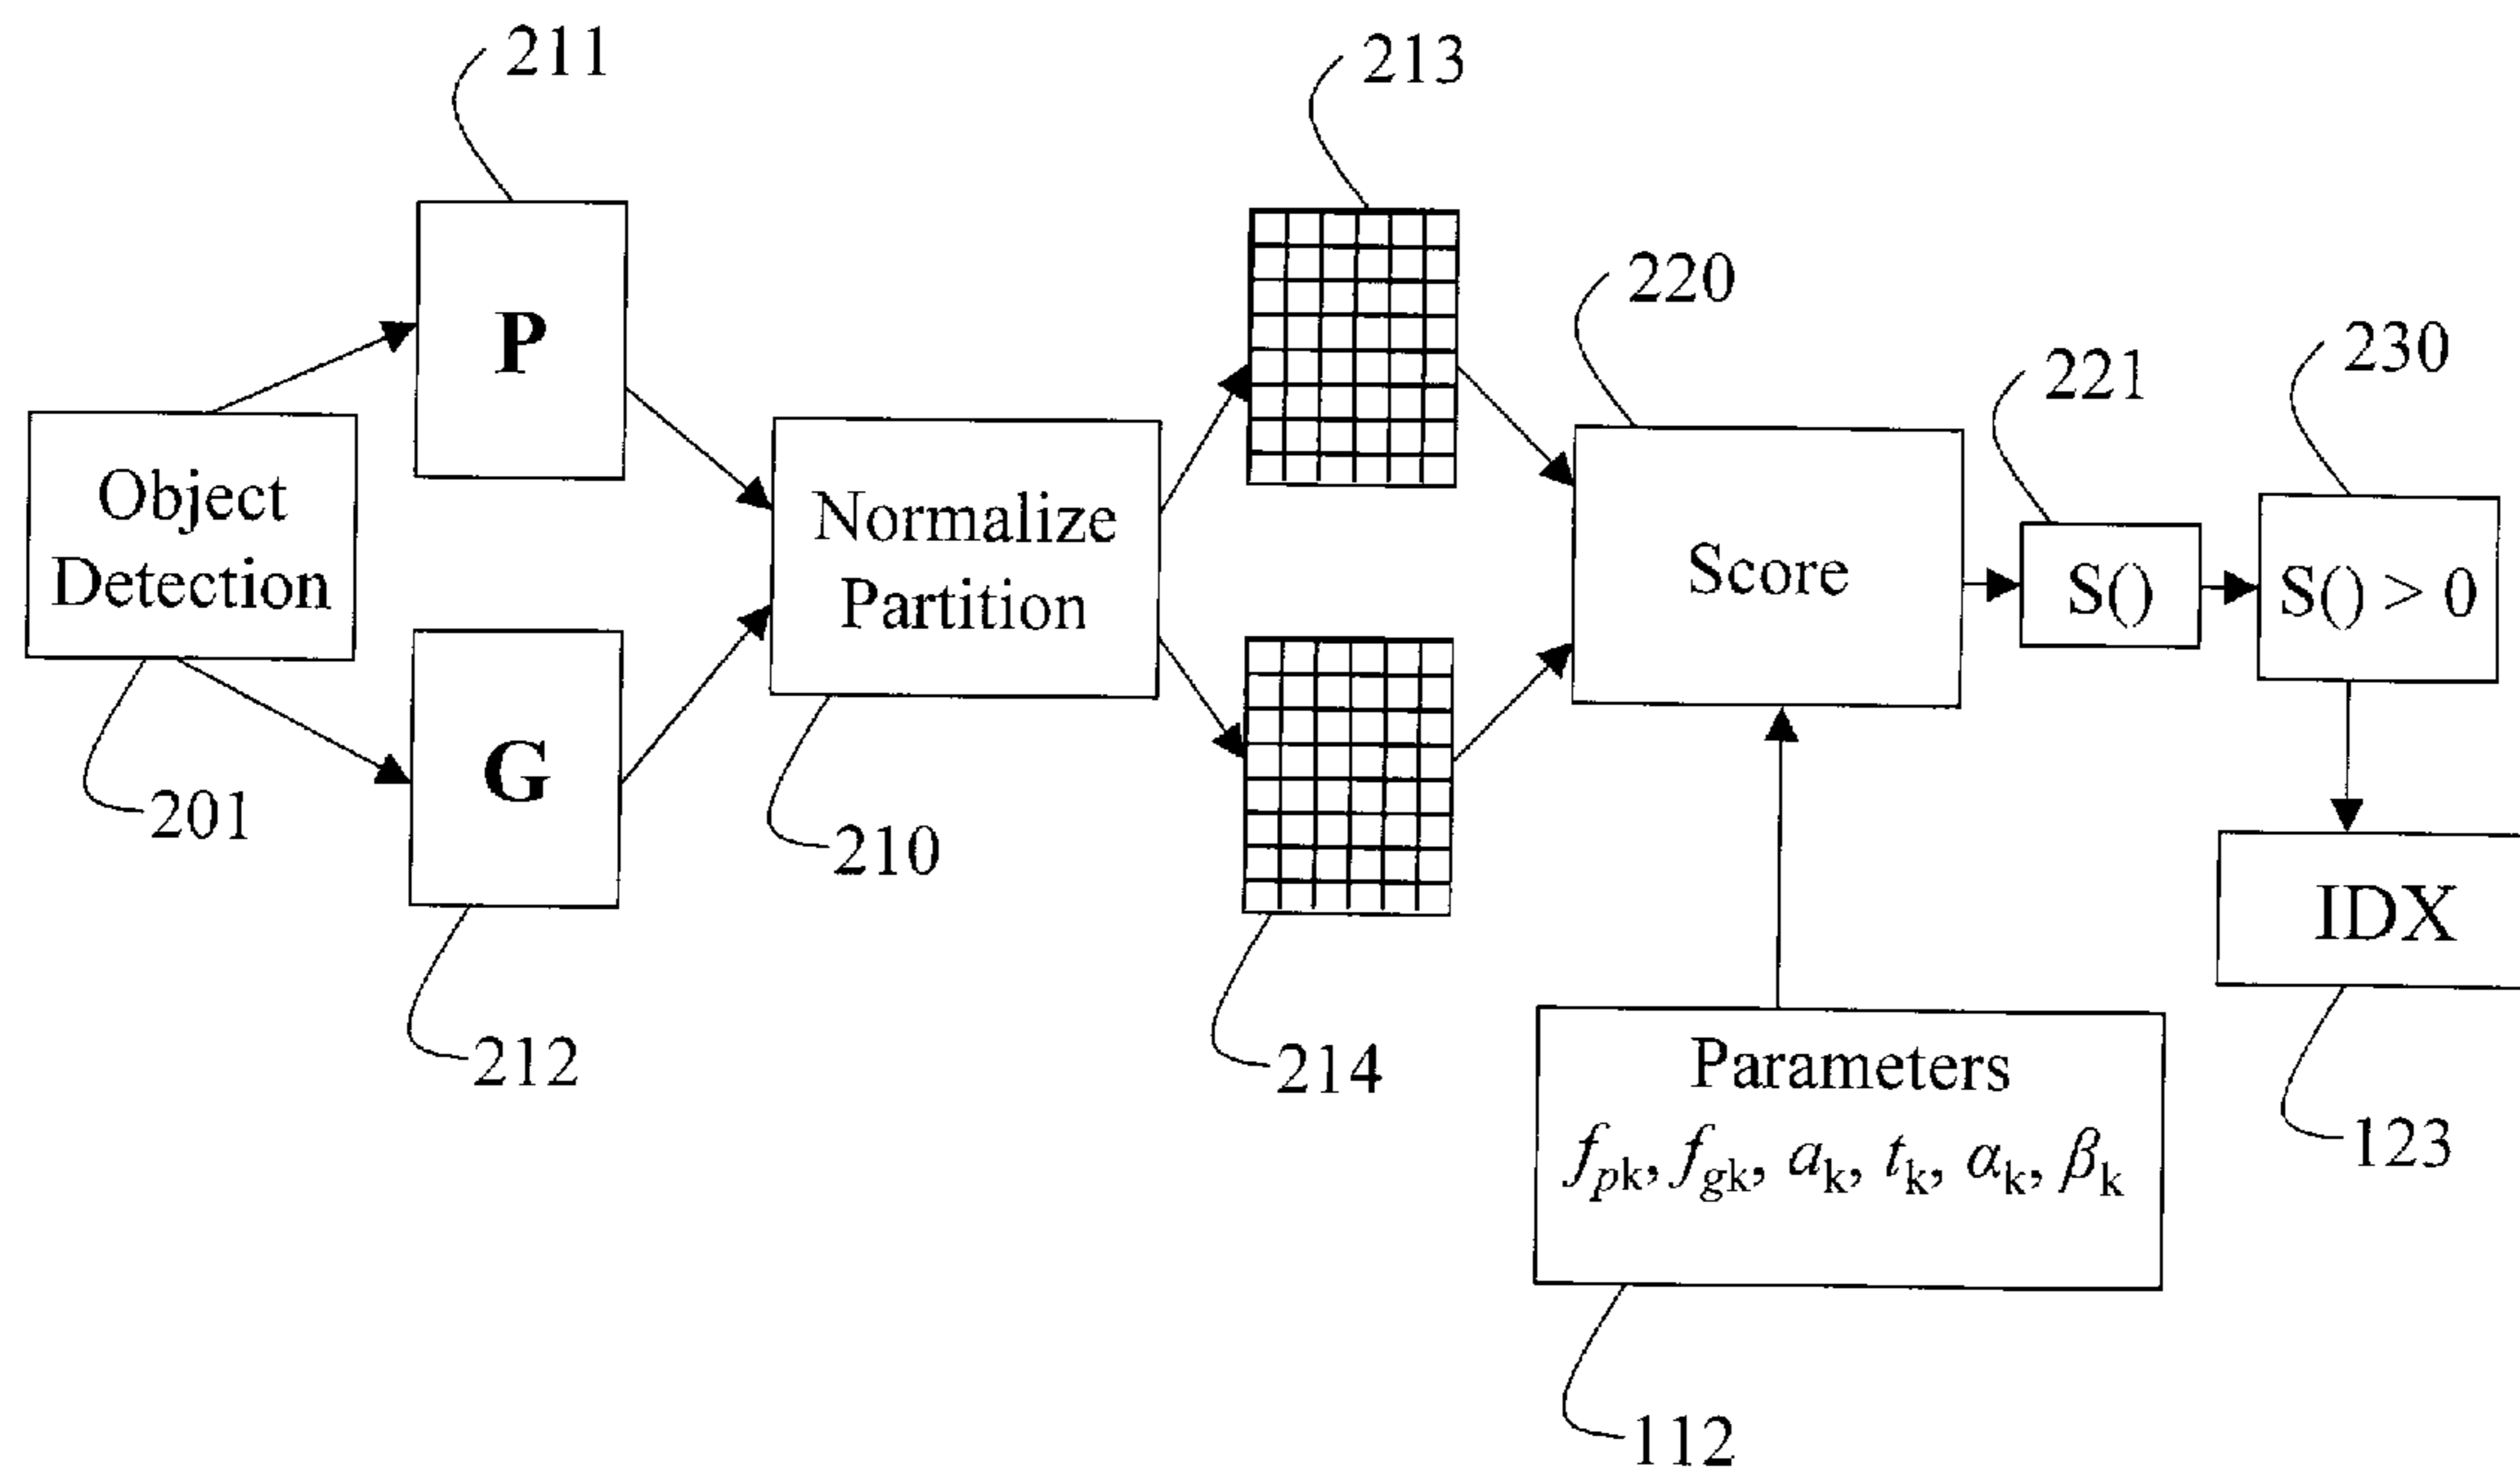 211
213
220
230
221
P
Object
Detection
Normalize
Partition
Score
S()
S() > 0
G
201
210
IDX
212
214
Parameters
f_pk, f_gk, a_k, t_k, α_k, β_k
123
112